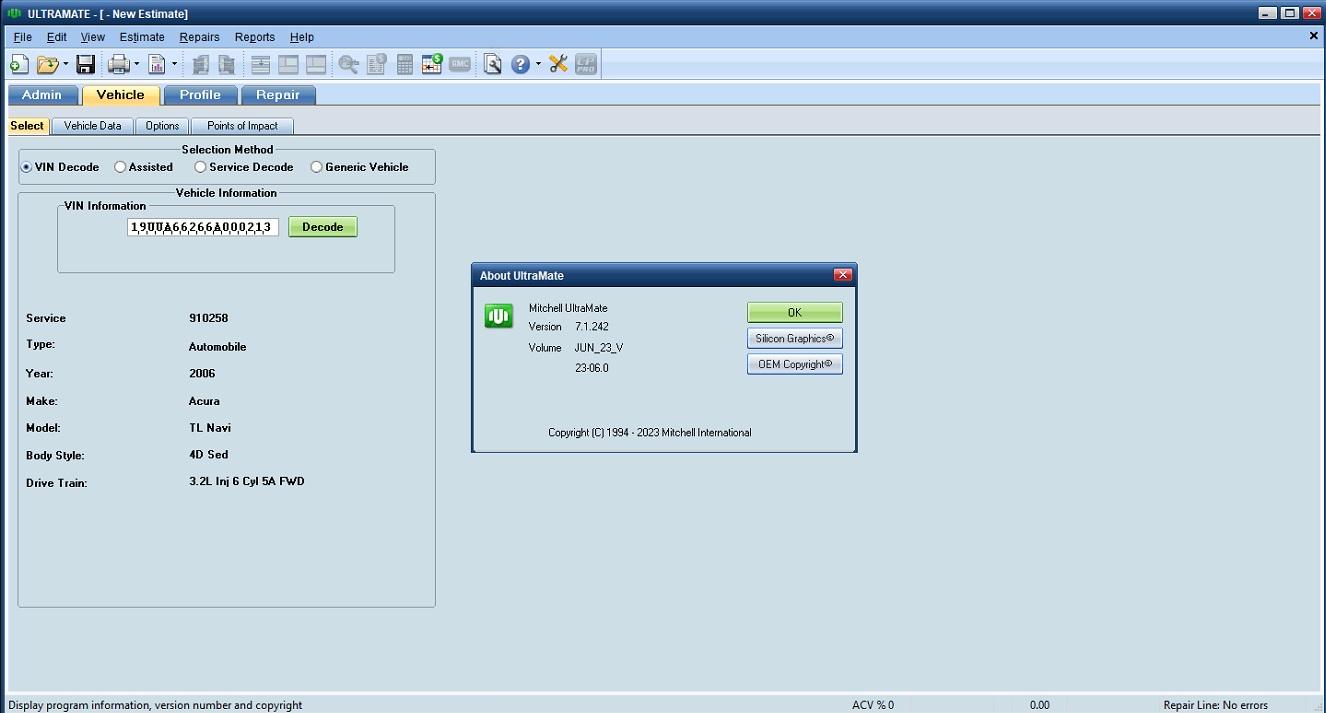 ULTRAMATE - [ - New Estimate]
File Edit View Estimate Repairs Reports Help
RMC
LP PRO
Admin Vehicle Profile Repair
Select Vehicle Data Options Points of Impact
Selection Method
VIN Decode Assisted Service Decode Generic Vehicle
Vehicle Information
VIN Information
19UUA66266A000213 Decode
Service 910258
Type: Automobile
Year: 2006
Make: Acura
Model: TL Navi
Body Style: 4D Sed
Drive Train: 3.2L Inj 6 Cyl 5A FWD
About UltraMate
Mitchell UltraMate
Version 7.1.242
Volume JUN_23_V
23-06.0
OK
Silicon Graphics©
OEM Copyright©
Copyright (C) 1994 - 2023 Mitchell International
Display program information, version number and copyright ACV % 0 0.00 Repair Line: No errors